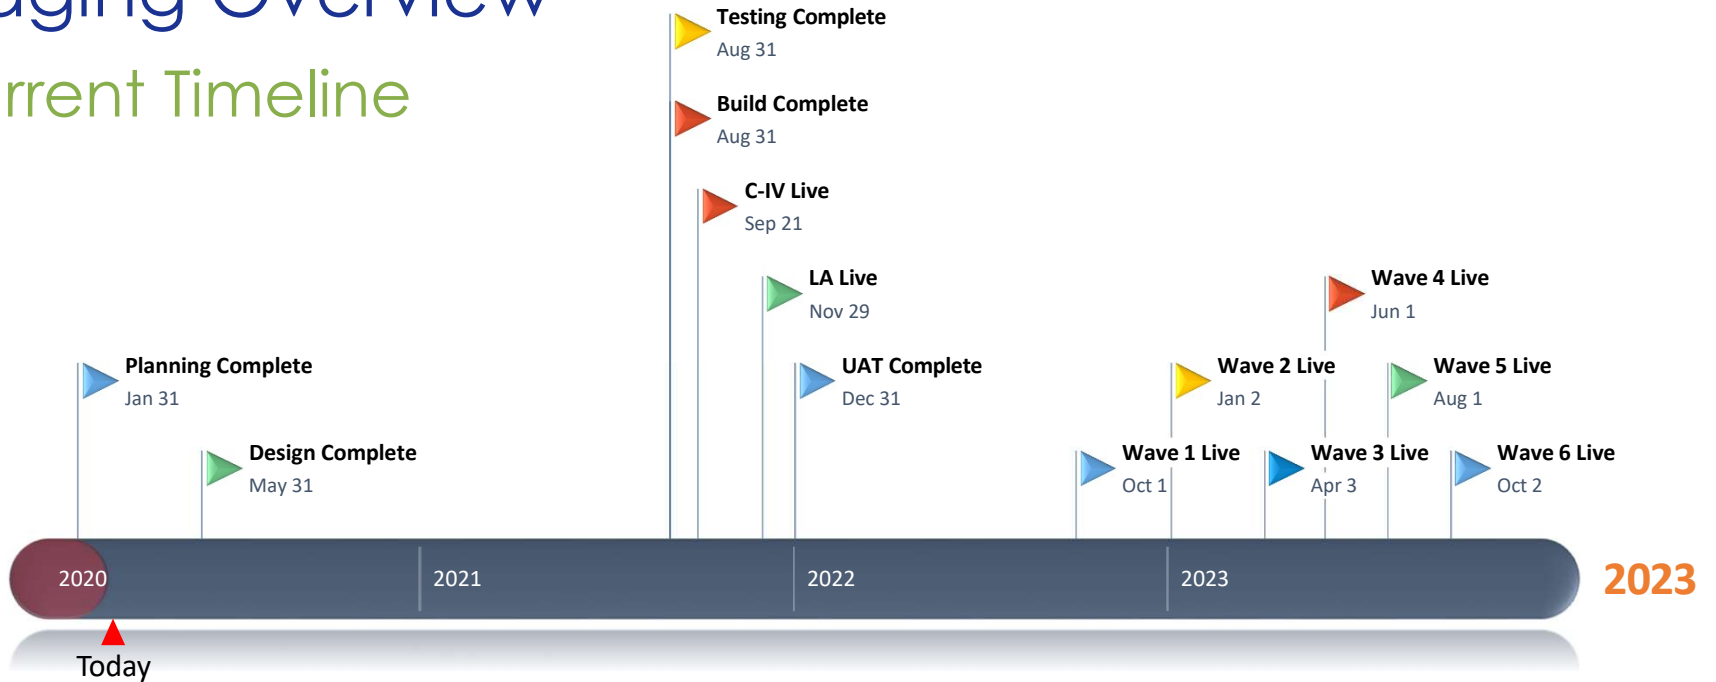 Overview
Timeline
Testing Complete
Aug 31
Build Complete
Aug 31
C-IV Live
Sep 21
LA Live
Nov 29
Wave 4 Live
Jun 1
Planning Complete
Jan 31
UAT Complete
Dec 31
Wave 2 Live
Jan 2
Wave 5 Live
Aug 1
Design Complete
May 31
Wave 1 Live
Oct 1
Wave 3 Live
Apr 3
Wave 6 Live
Oct 2
2020
2021
2022
2023
2023
Today